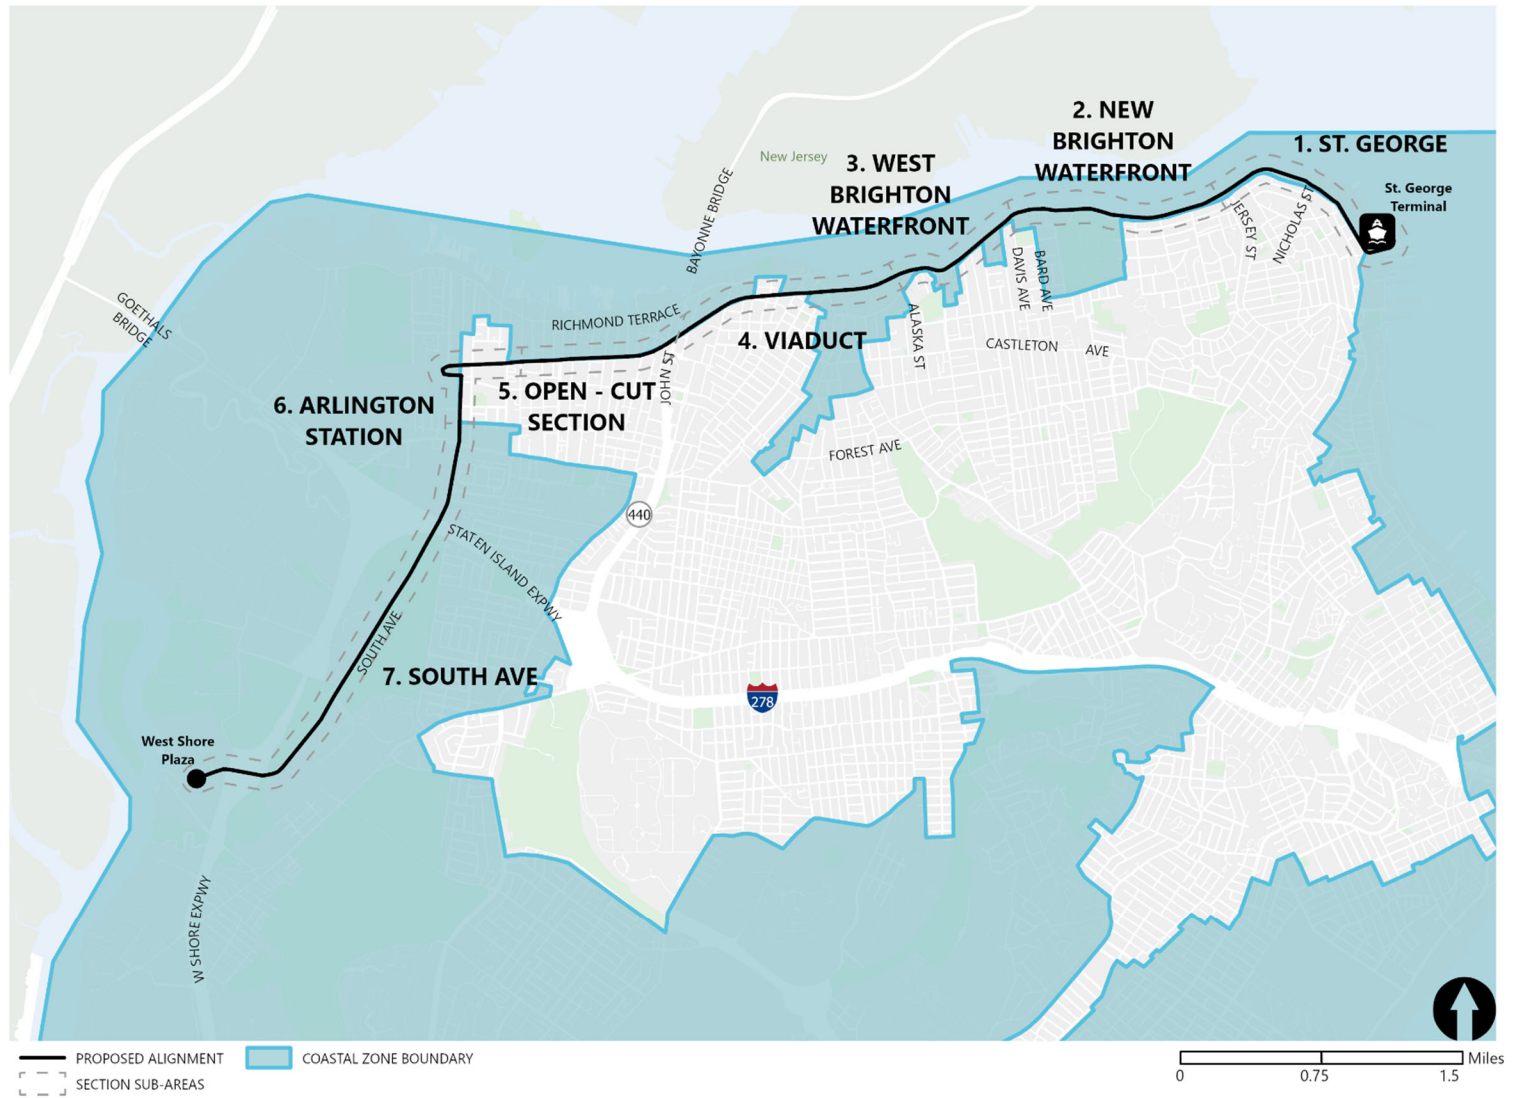 1. ST. GEORGE
2. NEW
BRIGHTON
WATERFRONT
3. WEST
BRIGHTON
WATERFRONT
New Jersey
St. George
Terminal
BAYONNE BRIDGE
JERSEY ST
NICHOLAS ST
DAVIS AVE
BARD AVE
GOETHALS
BRIDGE
RICHMOND TERRACE
4. VIADUCT
ALASKA ST
CASTLETON AVE
JOHN ST
5. OPEN - CUT
SECTION
6. ARLINGTON
STATION
FOREST AVE
440
STATEN ISLAND EXPWY
SOUTH AVE
7. SOUTH AVE
278
West Shore
Plaza
W SHORE EXPWY
PROPOSED ALIGNMENT
COASTAL ZONE BOUNDARY
SECTION SUB-AREAS
Miles
0 0.75 1.5